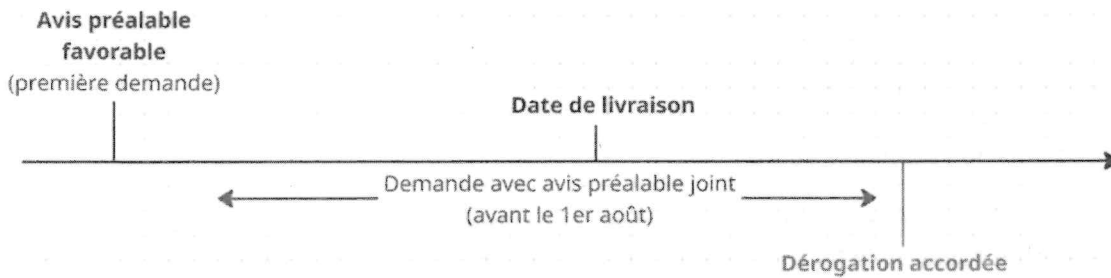 Avis préalable
favorable
(première demande)
Date de livraison
Demande avec avis préalable joint
(avant le 1er août)
Dérogation accordée